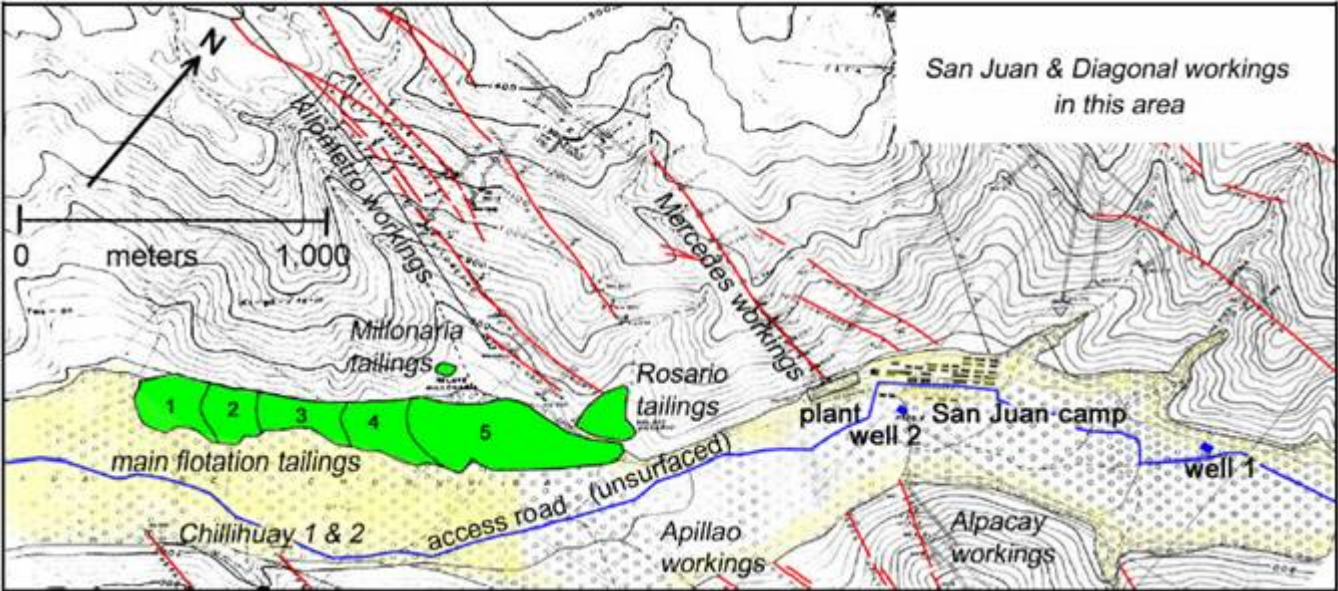 N
San Juan & Diagonal workings
in this area
Kilometro workings
0 meters 1,000
Mercedes workings
Millonaria
tailings
Rosario
tailings
1 2 3 4 5
plant
San Juan camp
well 2
well 1
main flotation tailings
access road (unsurfaced)
Chillihuay 1 & 2
Apillao
workings
Alpacay
workings